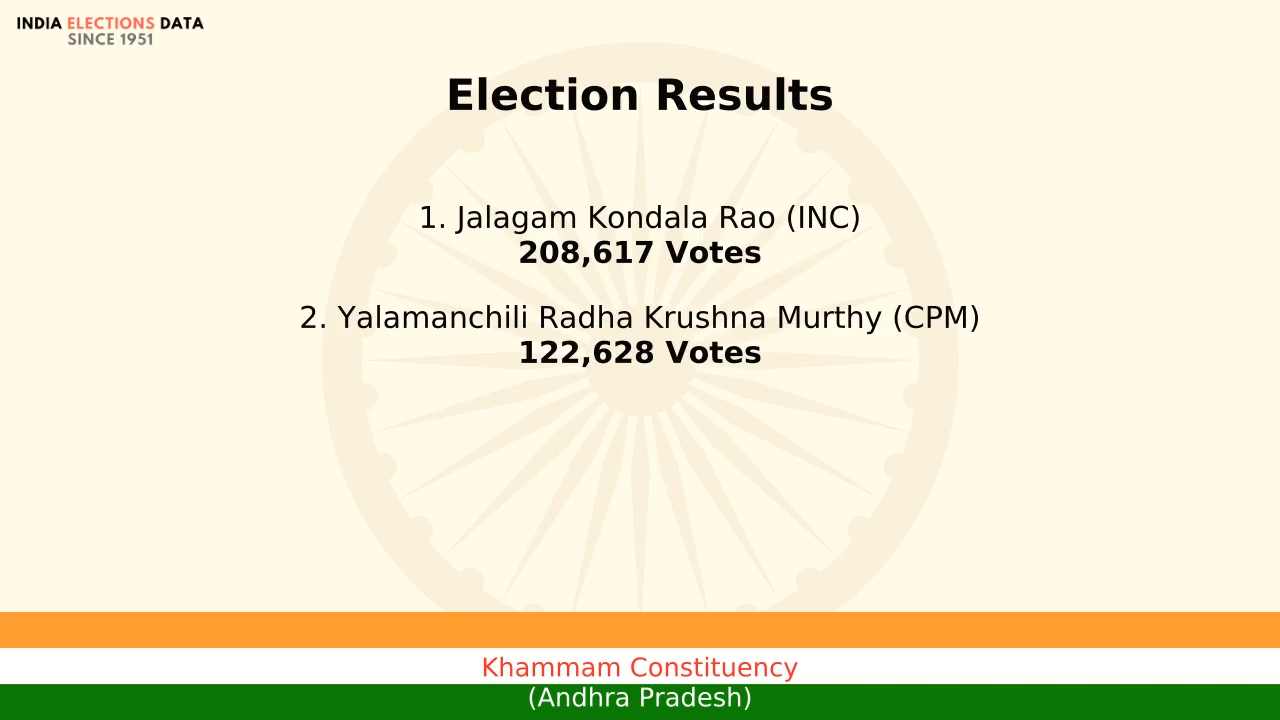 INDIA ELECTIONS DATA
SINCE 1951
Election Results
1. Jalagam Kondala Rao (INC)
208,617 Votes
2. Yalamanchili Radha Krushna Murthy (CPM)
122,628 Votes
Khammam Constituency
(Andhra Pradesh)